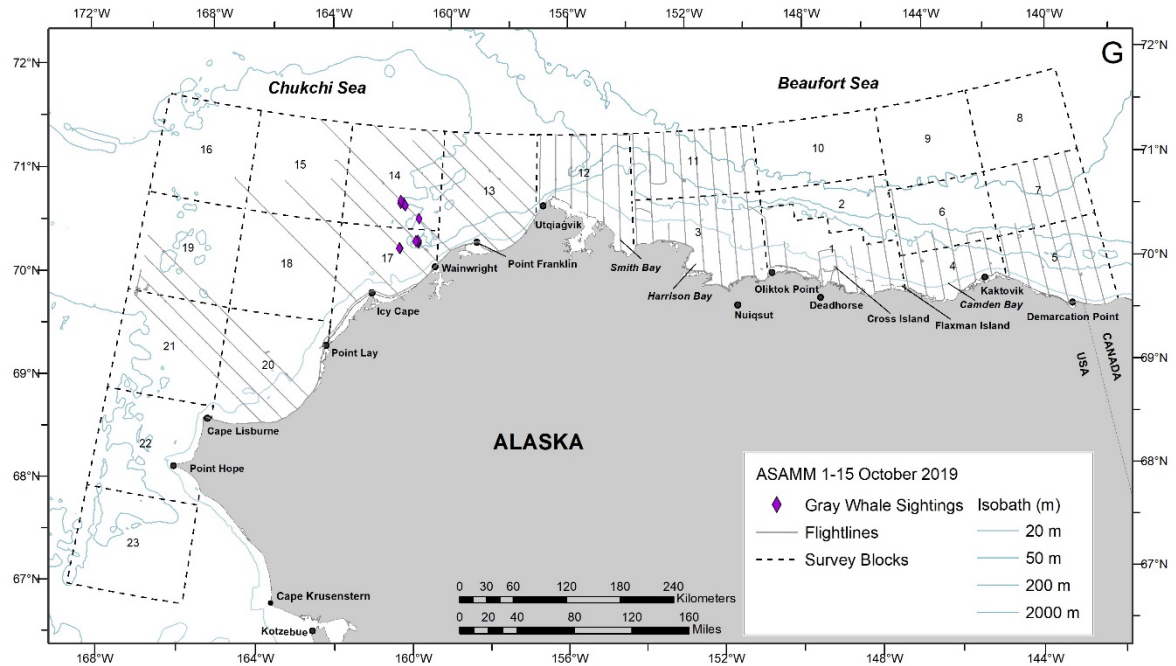 172°W 168°W 164°W 160°W 156°W 152°W 148°W 144°W 140°W
G
Chukchi Sea
Beaufort Sea
72°N
72°N
71°N
71°N
70°N
70°N
69°N
69°N
68°N
68°N
67°N
67°N
8
9
10
11
12
13
14
15
16
7
6
2
3
1
4
5
17
18
19
20
21
22
23
Utqiaġvik
Point Franklin
Wainwright
Icy Cape
Point Lay
Cape Lisburne
Point Hope
Cape Krusenstern
Kotzebue
Smith Bay
Harrison Bay
Oliktok Point
Nuiqsut
Deadhorse
Cross Island
Flaxman Island
Camden Bay
Kaktovik
Demarcation Point
USA
CANADA
ALASKA
ASAMM 1-15 October 2019
Gray Whale Sightings
Flightlines
Survey Blocks
Isobath (m)
20 m
50 m
200 m
2000 m
0 30 60 120 180 240
Kilometers
0 20 40 80 120 160
Miles
168°W 164°W 160°W 156°W 152°W 148°W 144°W